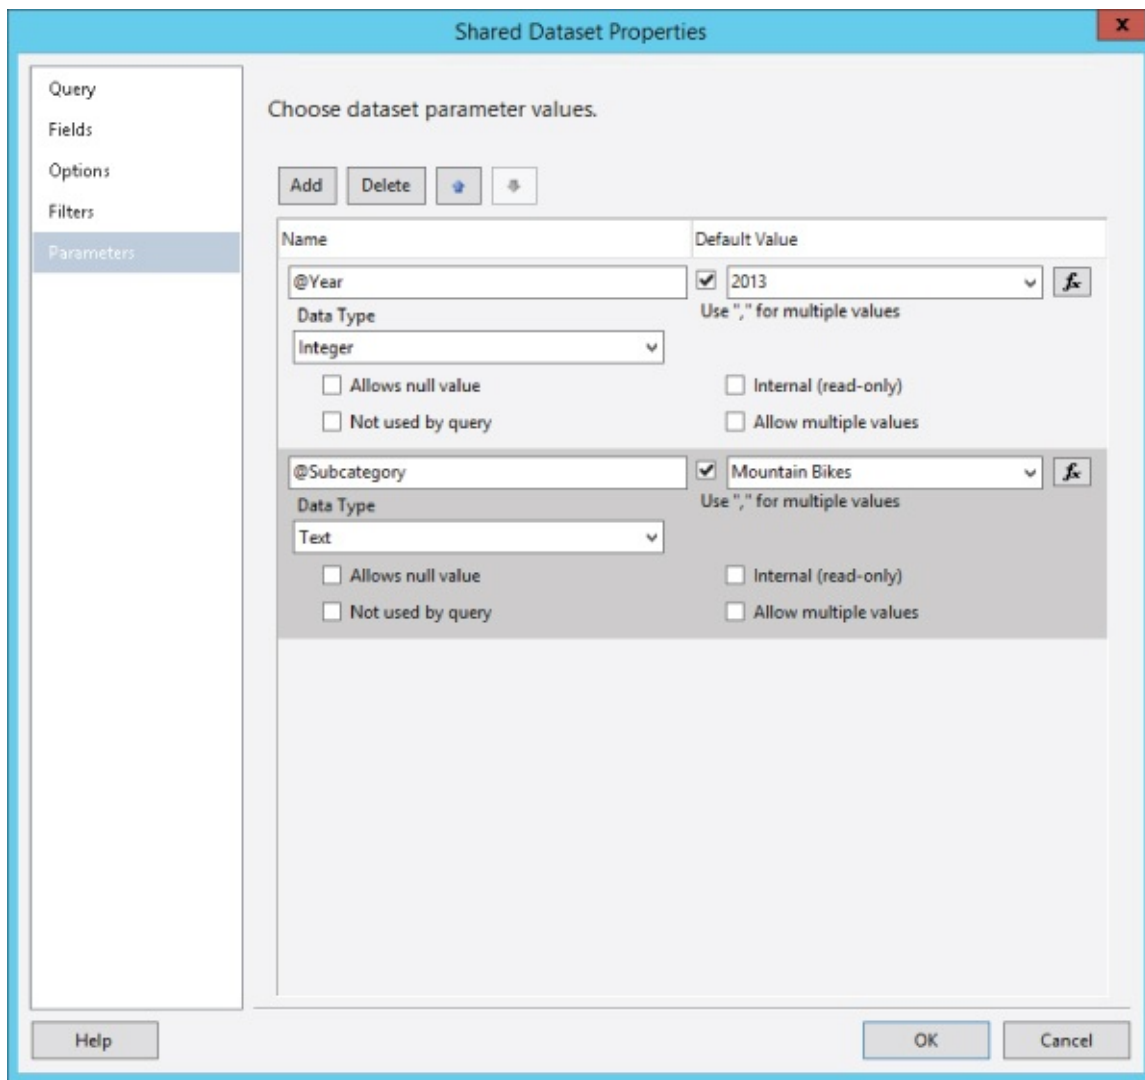 Shared Dataset Properties
x
Query
Fields
Options
Filters
Parameters
Choose dataset parameter values.
Add Delete
Name Default Value
@Year 2013 fx
Data Type Use "," for multiple values
Integer
Allows null value Internal (read-only)
Not used by query Allow multiple values
@Subcategory Mountain Bikes fx
Data Type Use "," for multiple values
Text
Allows null value Internal (read-only)
Not used by query Allow multiple values
Help OK Cancel